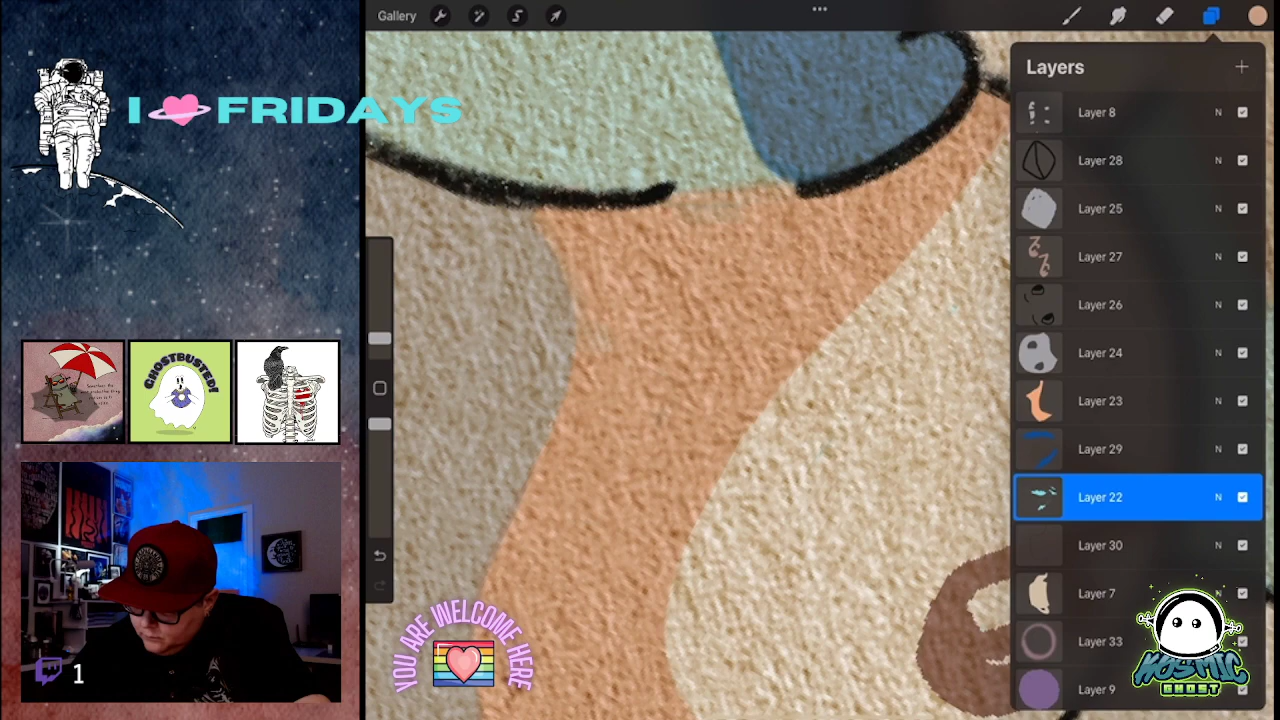 Gallery
Layers
Layer 8 N
Layer 28 N
Layer 25 N
Layer 27 N
Layer 26 N
Layer 24 N
Layer 23 N
Layer 29 N
Layer 22 N
Layer 30 N
Layer 7 N
Layer 33
Layer 9
I FRIDAYS
GHOSTBUSTED!
1
YOU ARE WELCOME HERE
KOSMIC
GHOST